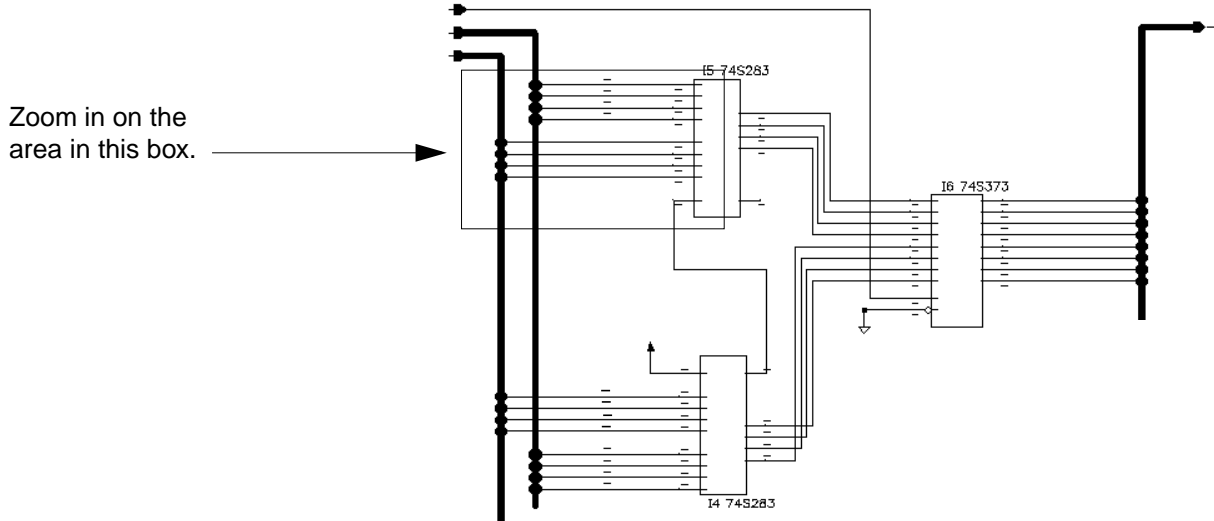 I5 74S283
Zoom in on the
area in this box.
I6 74S373
I4 74S283